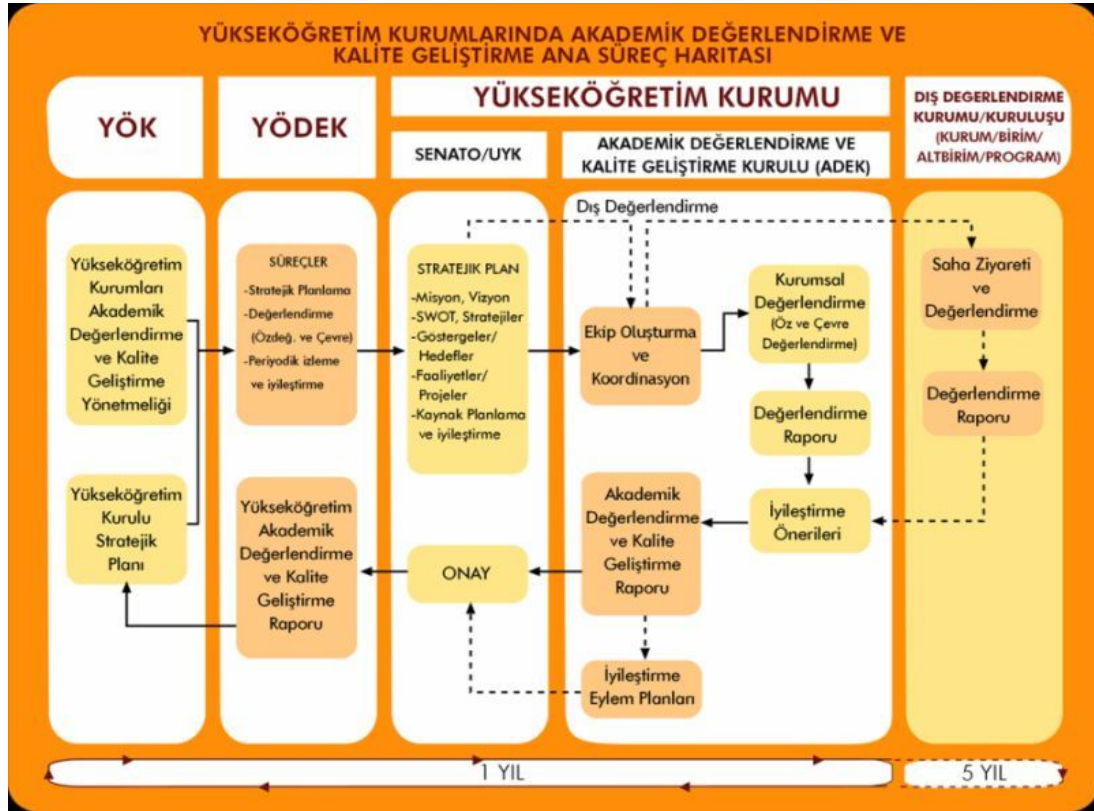 YÜKSEKÖĞRETİM KURUMLARINDA AKADEMİK DEĞERLENDİRME VE
KALİTE GELİŞTİRME ANA SÜREÇ HARITASI
YÖK
YÖDEK
YÜKSEKÖĞRETİM KURUMU
SENATO/UYK
AKADEMİK DEĞERLENDİRME VE
KALİTE GELİŞTİRME KURULU (ADEK)
DIŞ DEGERLENDIRME
KURUMU/KURULUŞU
(KURUM/BİRİM/
ALTBİRİM/PROGRAM)
Yükseköğretim
Kurumları
Akademik
Değerlendirme
ve Kalite
Geliştirme
Yönetmeliği
Yükseköğretim
Kurulu
Stratejik
Planı
SÜREÇLER
-Stratejik Planlama
-Değerlendirme
(Özdeğ. ve Çevre)
-Periyodik izleme
ve iyileştirme
Yükseköğretim
Akademik
Değerlendirme
ve Kalite
Geliştirme
Raporu
STRATEJIK PLAN
-Misyon, Vizyon
-SWOT, Stratejiler
-Göstergeler/
Hedefler
-Faaliyetler/
Projeler
-Kaynak Planlama
ve iyileştirme
ONAY
Dış Değerlendirme
Ekip Oluşturma
ve
Koordinasyon
Kurumsal
Değerlendirme
(Öz ve Çevre
Değerlendirme)
Değerlendirme
Raporu
İyileştirme
Önerileri
Akademik
Değerlendirme
ve Kalite
Geliştirme
Raporu
İyileştirme
Eylem Planları
Saha Ziyareti
ve
Değerlendirme
Değerlendirme
Raporu
1 YIL
5 YIL